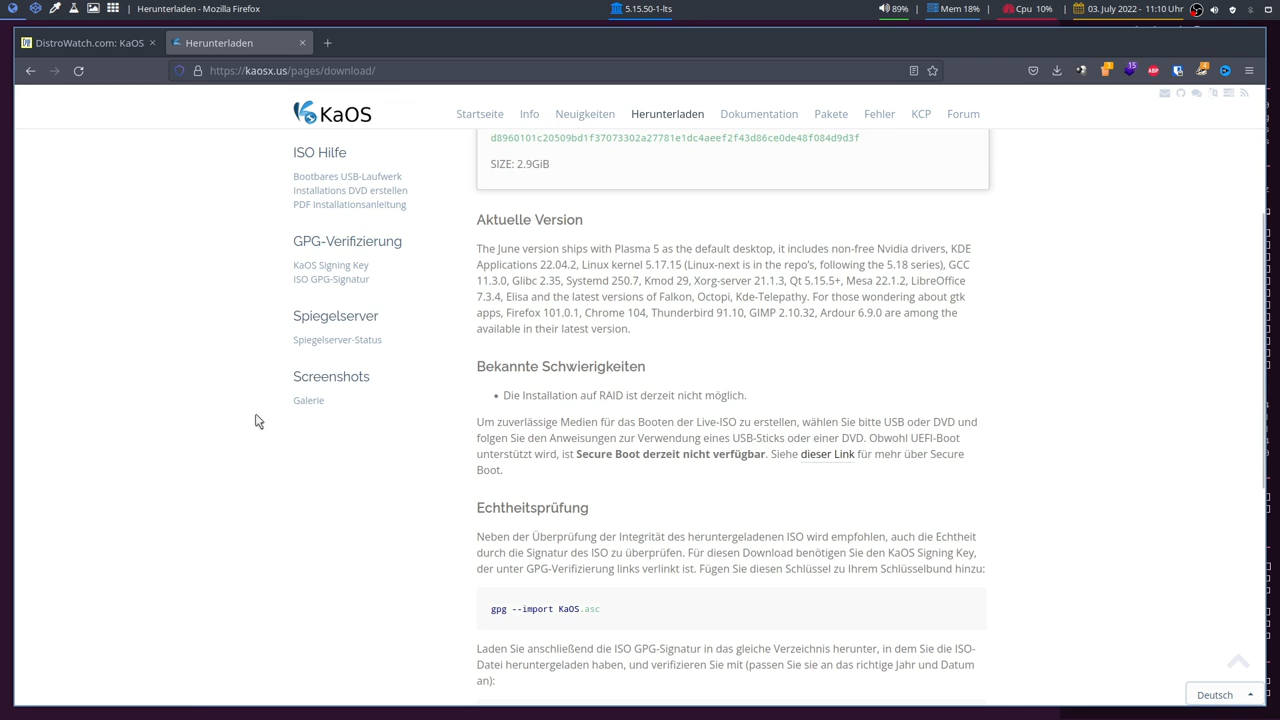 Herunterladen - Mozilla Firefox
5.15.50-1-lts
89%
Mem 18%
Cpu 10%
03.July 2022 - 11:10 Uhr
DistroWatch.com: KaOS
Herunterladen
https://kaosx.us/pages/download/
15
KaOS
Startseite
Info
Neuigkeiten
Herunterladen
Dokumentation
Pakete
Fehler
KCP
Forum
ISO Hilfe
Bootbares USB-Laufwerk
Installations DVD erstellen
PDF Installationsanleitung
GPG-Verifizierung
KaOS Signing Key
ISO GPG-Signatur
Spiegelserver
Spiegelserver-Status
Screenshots
Galerie
d8960101c20509bd1f37073302a27781e1dc4aeef2f43d86ce0de48f084d9d3f
SIZE: 2.9GiB
Aktuelle Version
The June version ships with Plasma 5 as the default desktop, it includes non-free Nvidia drivers, KDE
Applications 22.04.2, Linux kernel 5.17.15 (Linux-next is in the repo's, following the 5.18 series), GCC
11.3.0, Glibc 2.35, Systemd 250.7, Kmod 29, Xorg-server 21.1.3, Qt 5.15.5+, Mesa 22.1.2, LibreOffice
7.3.4, Elisa and the latest versions of Falkon, Octopi, Kde-Telepathy. For those wondering about gtk
apps, Firefox 101.0.1, Chrome 104, Thunderbird 91.10, GIMP 2.10.32, Ardour 6.9.0 are among the
available in their latest version.
Bekannte Schwierigkeiten
• Die Installation auf RAID ist derzeit nicht möglich.
Um zuverlässige Medien für das Booten der Live-ISO zu erstellen, wählen Sie bitte USB oder DVD und
folgen Sie den Anweisungen zur Verwendung eines USB-Sticks oder einer DVD. Obwohl UEFI-Boot
unterstützt wird, ist Secure Boot derzeit nicht verfügbar. Siehe dieser Link für mehr über Secure
Boot.
Echtheitsprüfung
Neben der Überprüfung der Integrität des heruntergeladenen ISO wird empfohlen, auch die Echtheit
durch die Signatur des ISO zu überprüfen. Für diesen Download benötigen Sie den KaOS Signing Key,
der unter GPG-Verifizierung links verlinkt ist. Fügen Sie diesen Schlüssel zu Ihrem Schlüsselbund hinzu:
gpg --import KaOS.asc
Laden Sie anschließend die ISO GPG-Signatur in das gleiche Verzeichnis herunter, in dem Sie die ISO-
Datei heruntergeladen haben, und verifizieren Sie mit (passen Sie sie an das richtige Jahr und Datum
an):
Deutsch